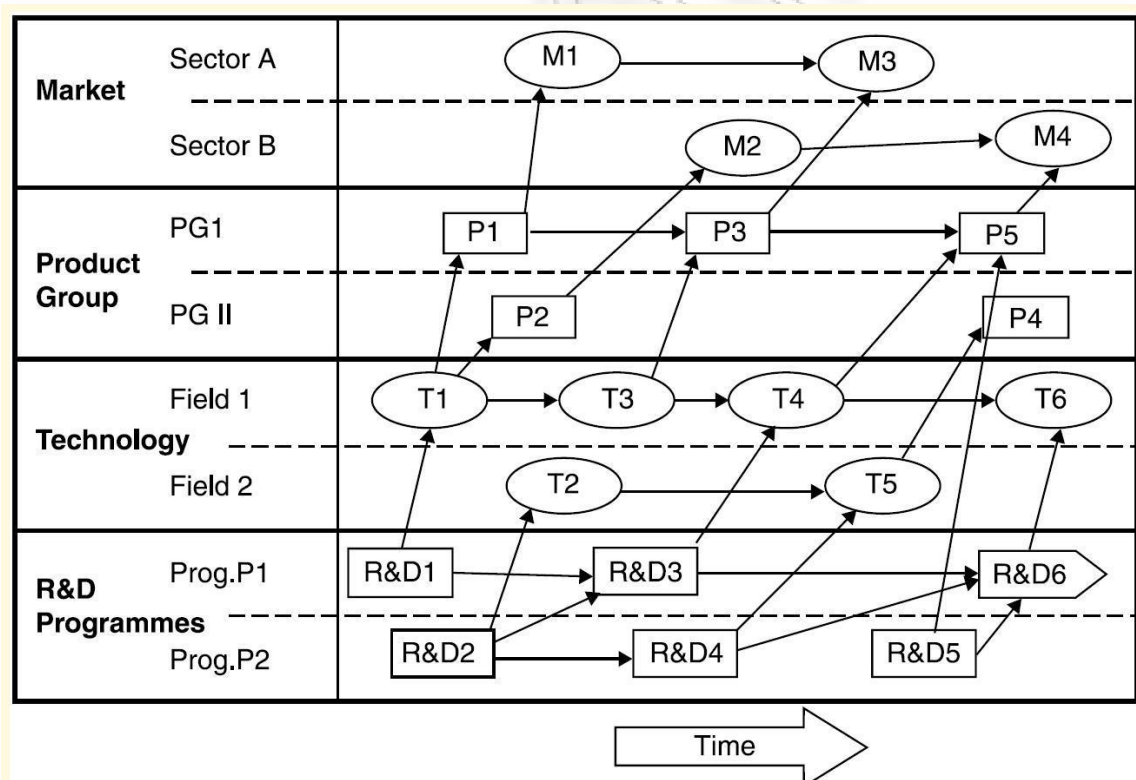 Market
Sector A
M1
M3
Sector B
M2
M4
Product
Group
PG1
P1
P3
P5
PG II
P2
P4
Technology
Field 1
T1
T3
T4
T6
Field 2
T2
T5
R&D
Programmes
Prog.P1
R&D1
R&D3
R&D6
Prog.P2
R&D2
R&D4
R&D5
Time